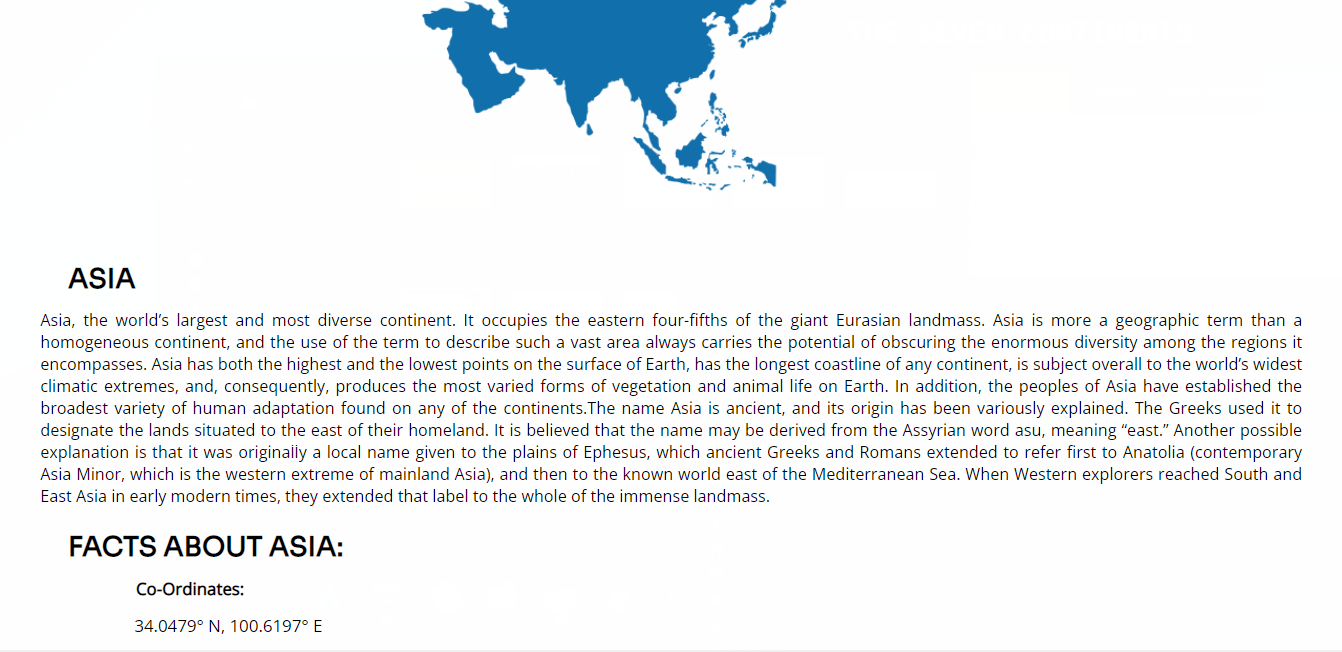 ASIA
Asia, the world’s largest and most diverse continent. It occupies the eastern four-fifths of the giant Eurasian landmass. Asia is more a geographic term than a
homogeneous continent, and the use of the term to describe such a vast area always carries the potential of obscuring the enormous diversity among the regions it
encompasses. Asia has both the highest and the lowest points on the surface of Earth, has the longest coastline of any continent, is subject overall to the world’s widest
climatic extremes, and, consequently, produces the most varied forms of vegetation and animal life on Earth. In addition, the peoples of Asia have established the
broadest variety of human adaptation found on any of the continents.The name Asia is ancient, and its origin has been variously explained. The Greeks used it to
designate the lands situated to the east of their homeland. It is believed that the name may be derived from the Assyrian word asu, meaning “east.” Another possible
explanation is that it was originally a local name given to the plains of Ephesus, which ancient Greeks and Romans extended to refer first to Anatolia (contemporary
Asia Minor, which is the western extreme of mainland Asia), and then to the known world east of the Mediterranean Sea. When Western explorers reached South and
East Asia in early modern times, they extended that label to the whole of the immense landmass.
FACTS ABOUT ASIA:
Co-Ordinates:
34.0479° N, 100.6197° E